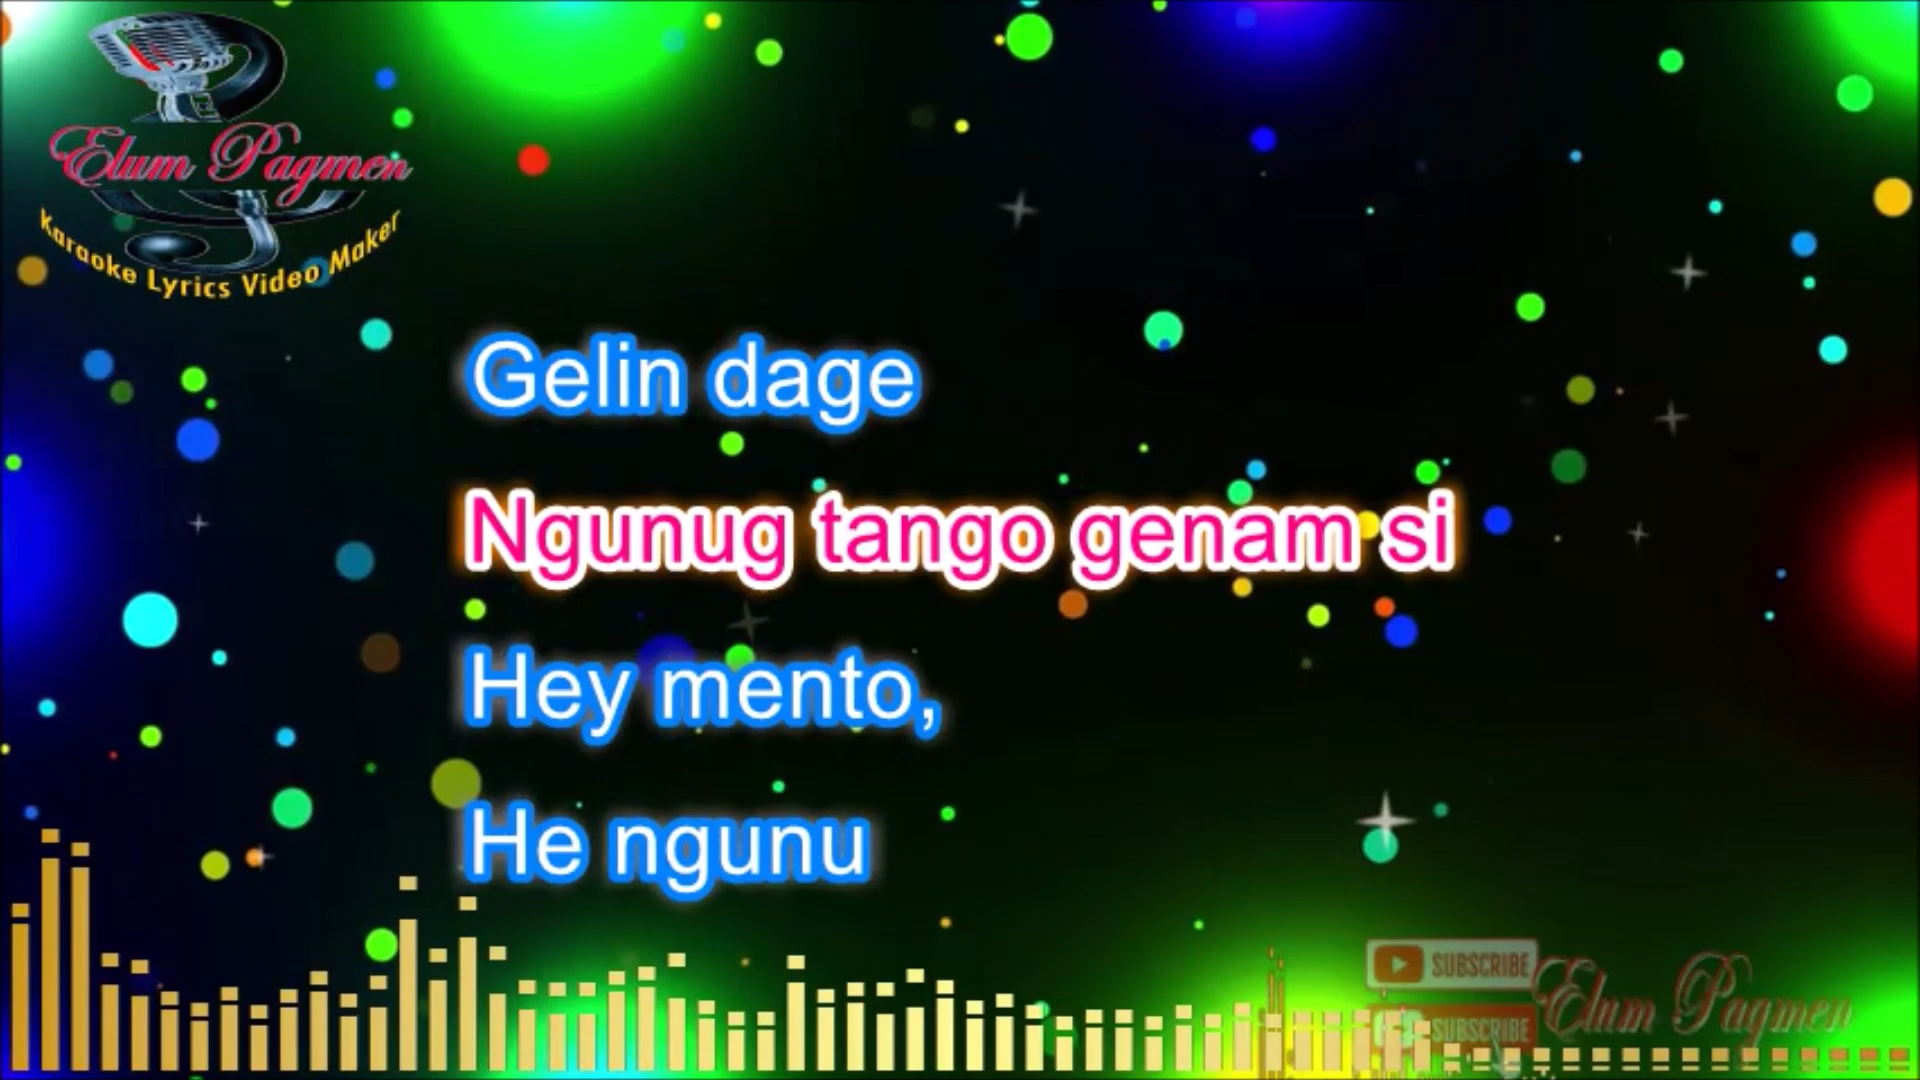 Elum Pagmen
Karaoke Lyrics Video Maker
Gelin dage
Ngunug tango genam si
Hey mento,
He ngunu
SUBSCRIBE
Elum Pagmen
SUBSCRIBE